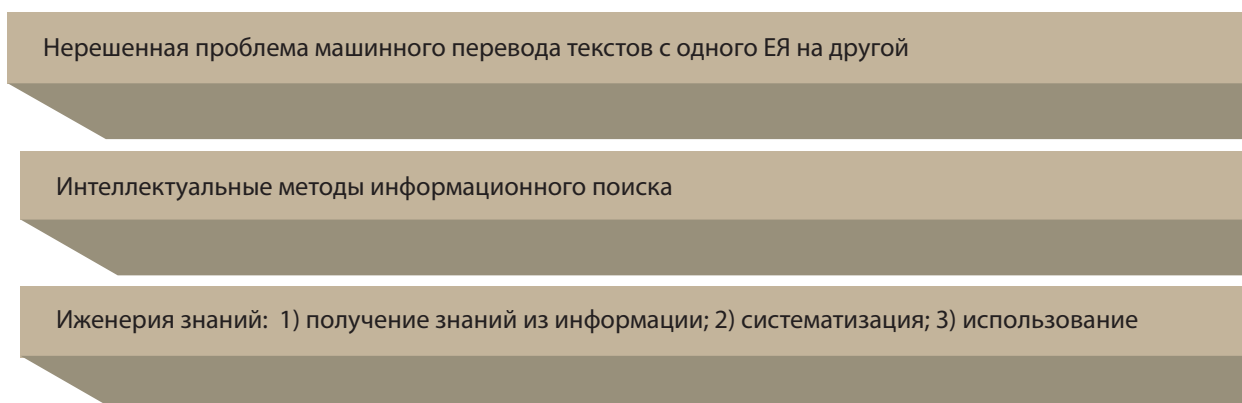 Нерешенная проблема машинного перевода текстов с одного ЕЯ на другой
Интеллектуальные методы информационного поиска
Иженерия знаний: 1) получение знаний из информации; 2) систематизация; 3) использование